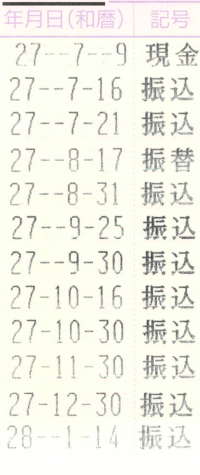 年月日(和暦) 記号
27--7--9 現金
27--7-16 振込
27--7-21 振込
27--8-17 振替
27--8-31 振込
27--9-25 振込
27--9-30 振込
27-10-16 振込
27-10-30 振込
27-11-30 振込
27-12-30 振込
28--1-14 振込